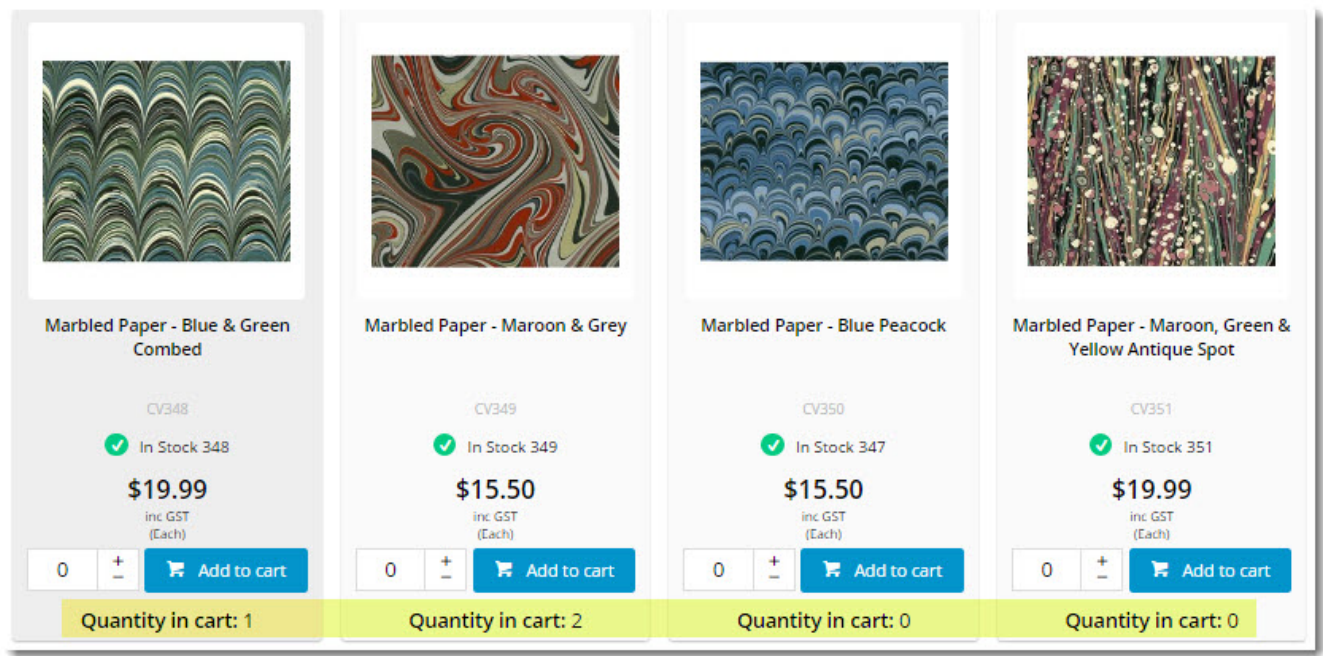 Marbled Paper - Blue & Green
Combed
CV348
In Stock 348
$19.99
inc GST
(Each)
0 + −
Add to cart
Quantity in cart: 1
Marbled Paper - Maroon & Grey
CV349
In Stock 349
$15.50
inc GST
(Each)
0 + −
Add to cart
Quantity in cart: 2
Marbled Paper - Blue Peacock
CV350
In Stock 347
$15.50
inc GST
(Each)
0 + −
Add to cart
Quantity in cart: 0
Marbled Paper - Maroon, Green &
Yellow Antique Spot
CV351
In Stock 351
$19.99
inc GST
(Each)
0 + −
Add to cart
Quantity in cart: 0